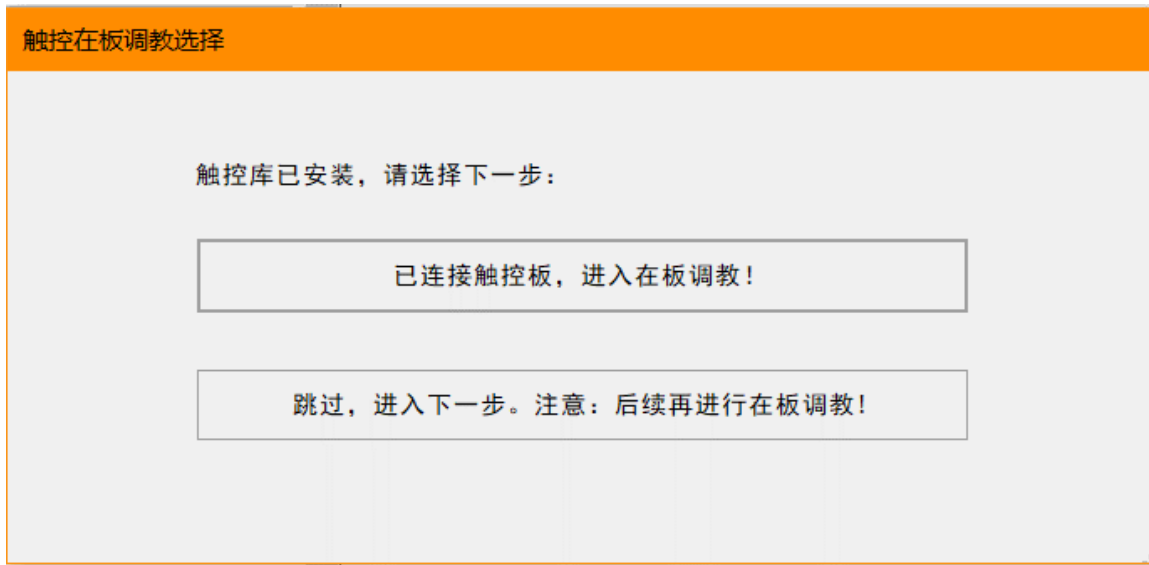 触控在板调教选择
触控库已安装，请选择下一步：
已连接触控板，进入在板调教！
跳过，进入下一步。注意：后续再进行在板调教！